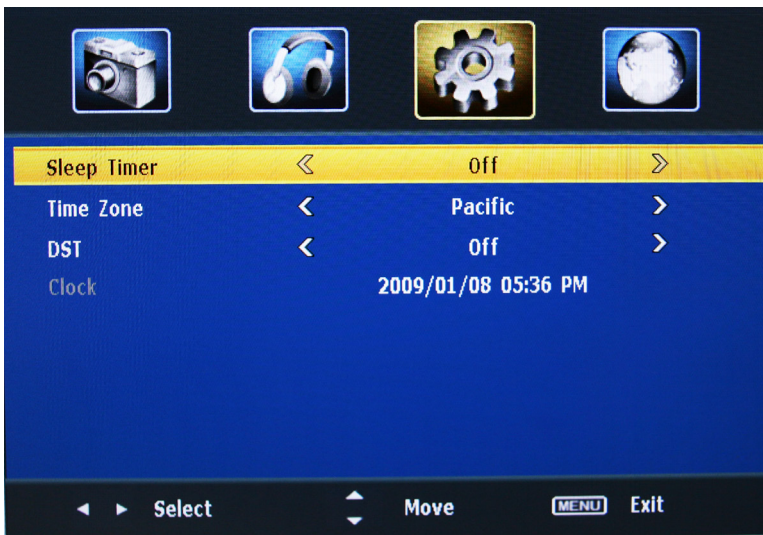 Sleep Timer Off
Time Zone Pacific
DST Off
Clock 2009/01/08 05:36 PM
Select Move MENU Exit